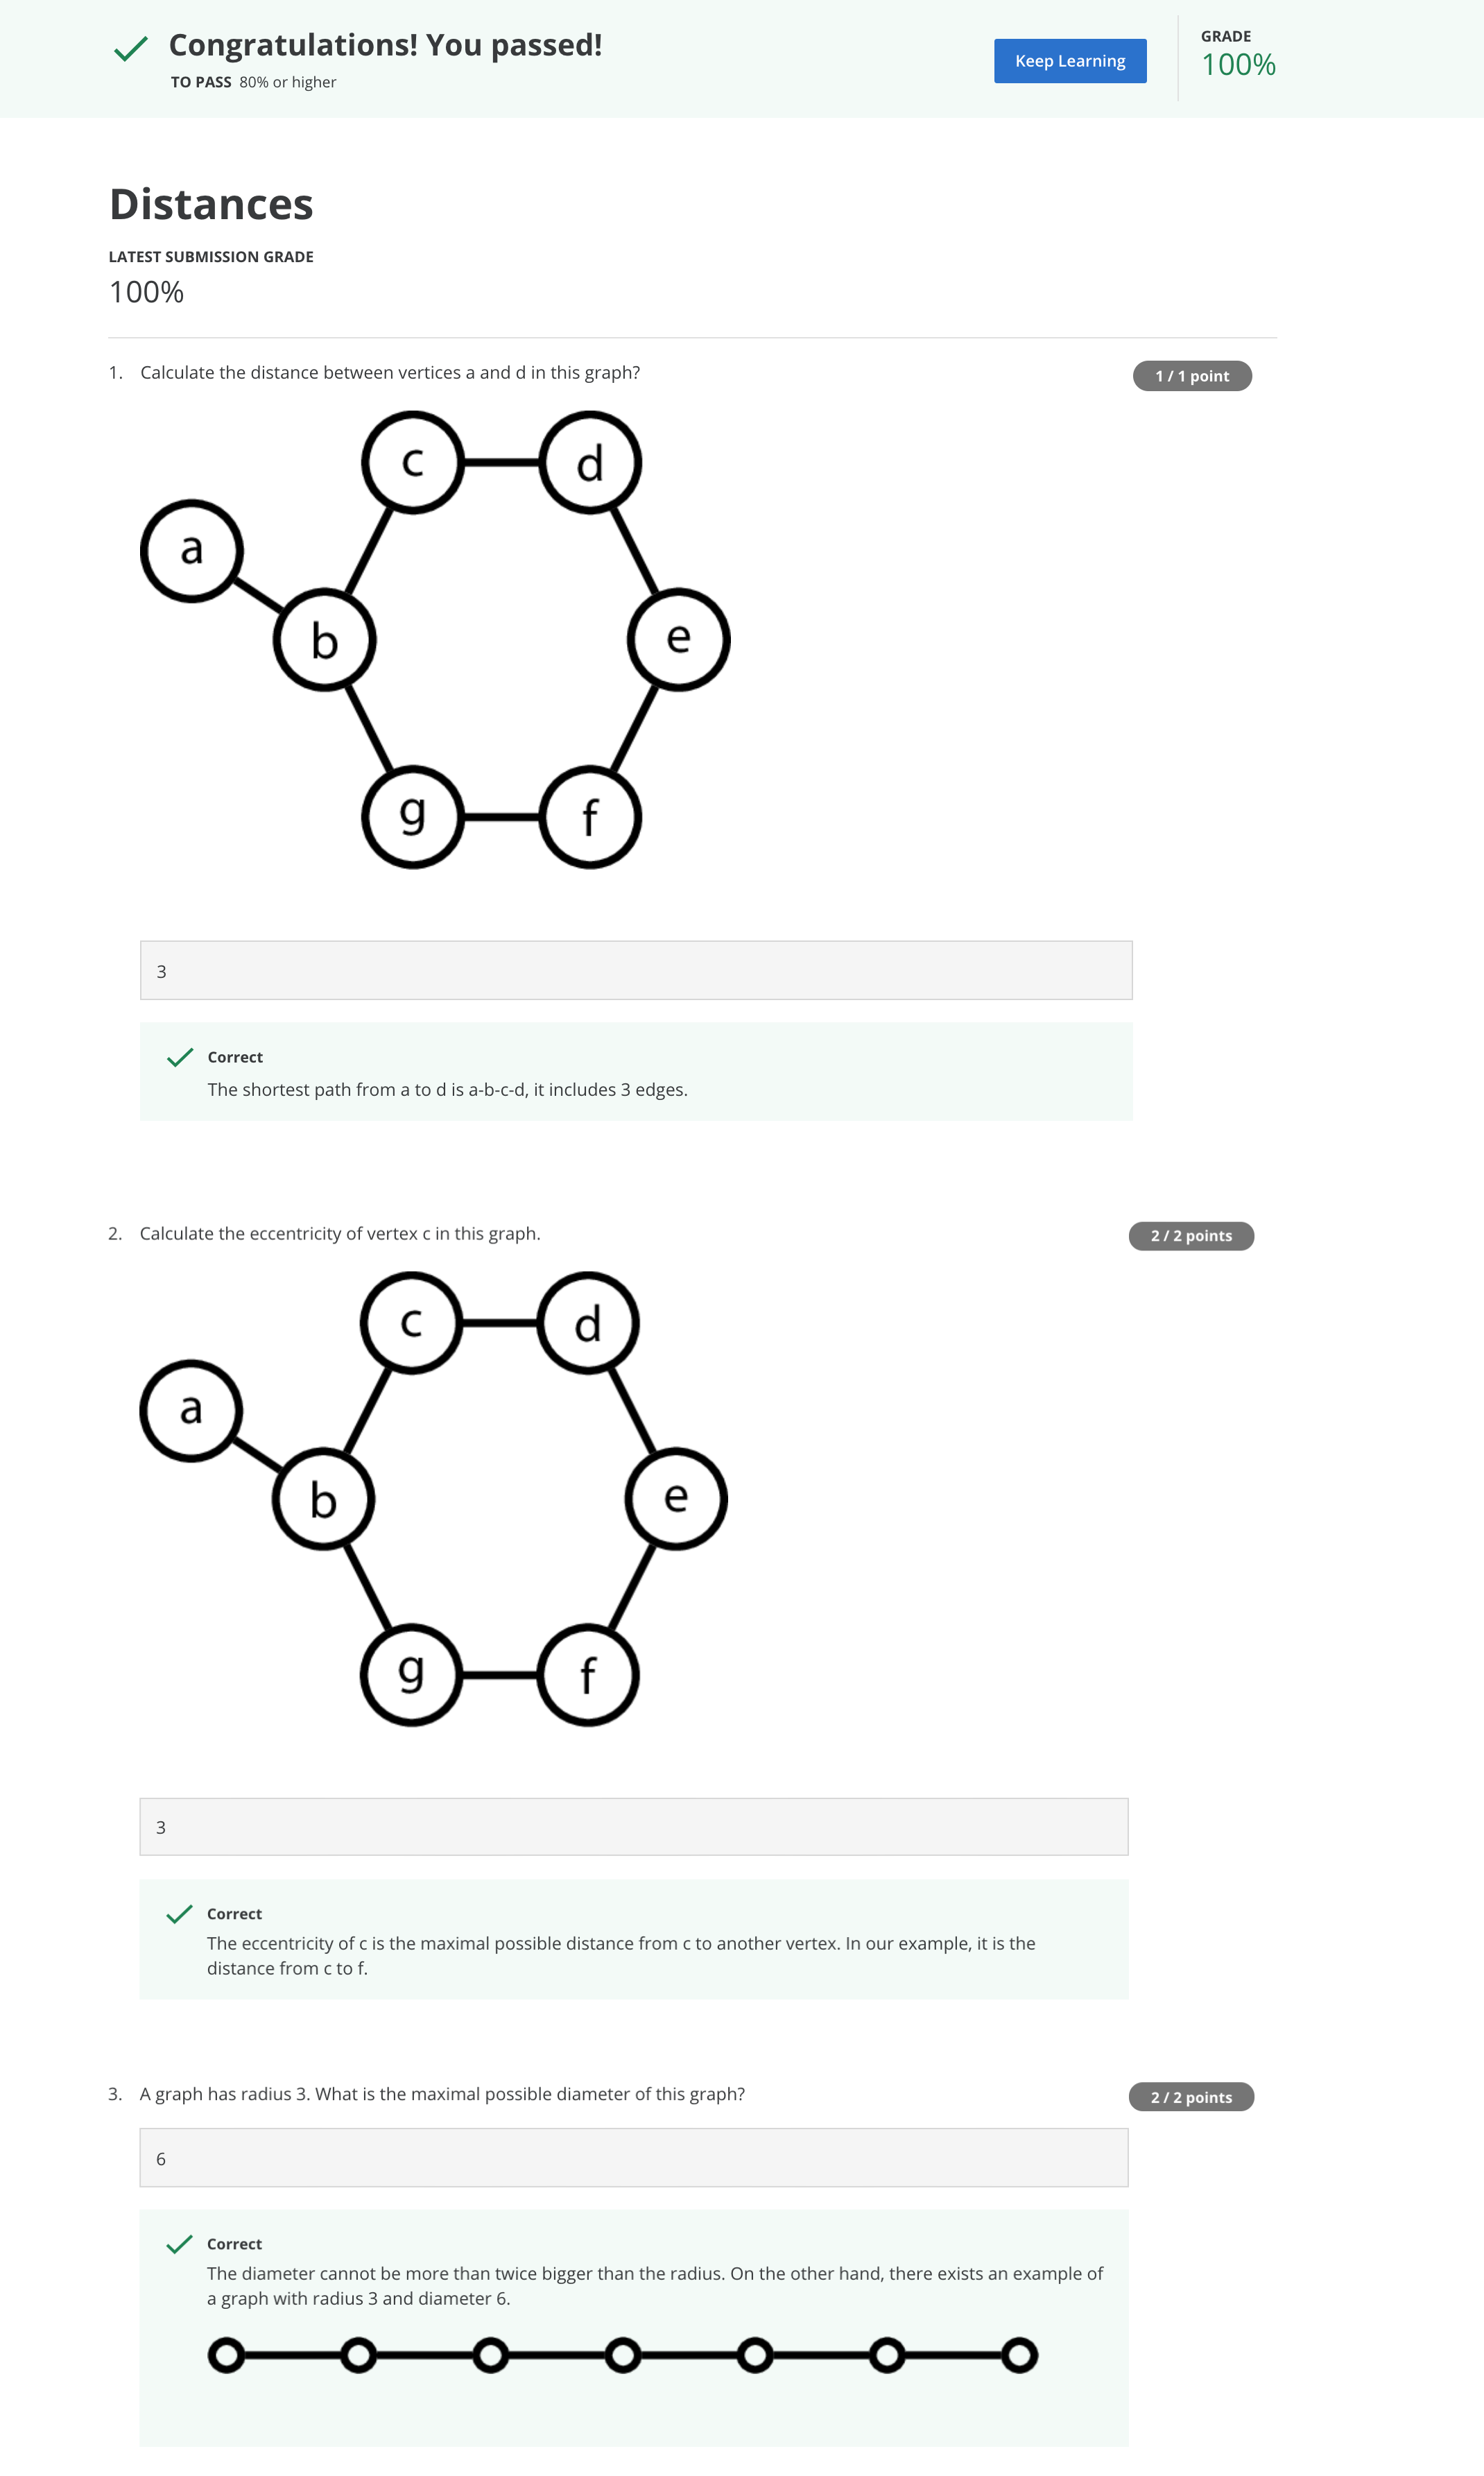 Congratulations! You passed!
TO PASS 80% or higher
Keep Learning
GRADE
100%
Distances
LATEST SUBMISSION GRADE
100%
1. Calculate the distance between vertices a and d in this graph?
1 / 1 point
c
d
a
b
e
g
f
3
Correct
The shortest path from a to d is a-b-c-d, it includes 3 edges.
2. Calculate the eccentricity of vertex c in this graph.
2 / 2 points
c
d
a
b
e
g
f
3
Correct
The eccentricity of c is the maximal possible distance from c to another vertex. In our example, it is the
distance from c to f.
3. A graph has radius 3. What is the maximal possible diameter of this graph?
2 / 2 points
6
Correct
The diameter cannot be more than twice bigger than the radius. On the other hand, there exists an example of
a graph with radius 3 and diameter 6.